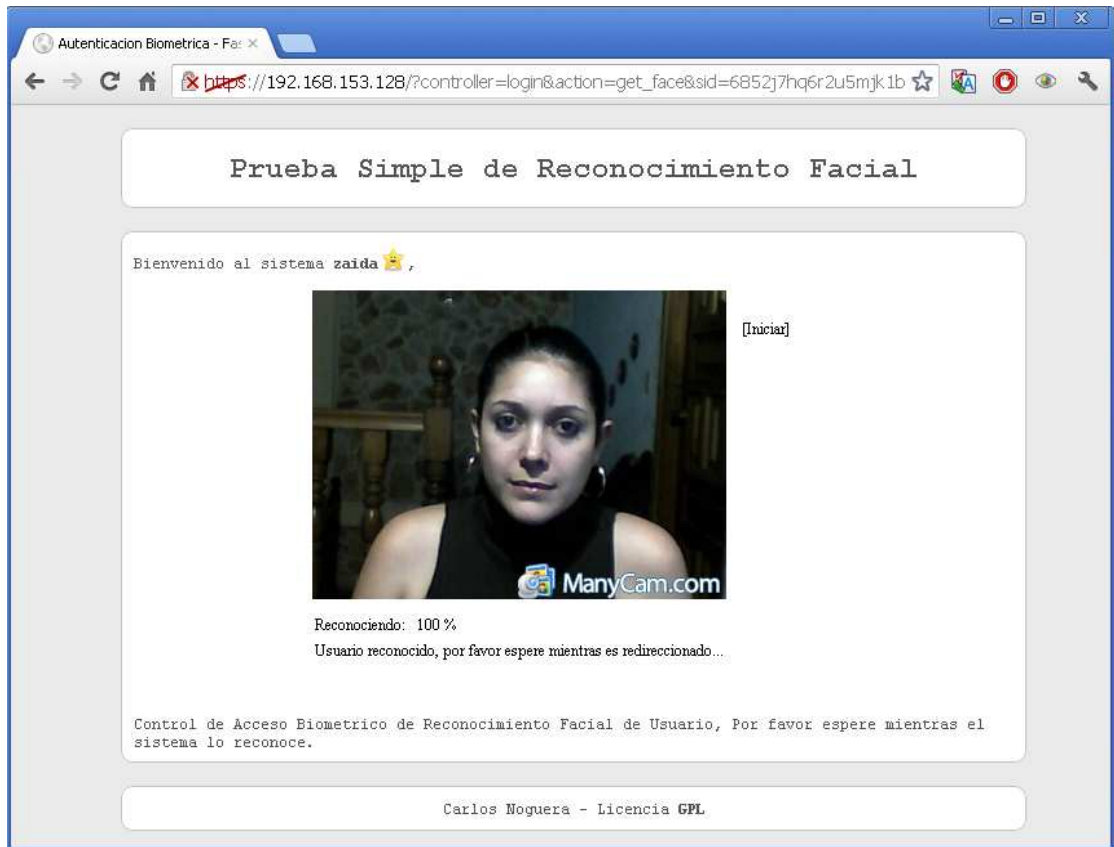 Autenticacion Biometrica - Fa
https://192.168.153.128/?controller=login&action=get_face&sid=6852j7hq6r2u5mjk1b
Prueba Simple de Reconocimiento Facial
Bienvenido al sistema zaida ,
[Iniciar]
ManyCam.com
Reconociendo: 100 %
Usuario reconocido, por favor espere mientras es redireccionado...
Control de Acceso Biometrico de Reconocimiento Facial de Usuario, Por favor espere mientras el
sistema lo reconoce.
Carlos Noguera - Licencia GPL